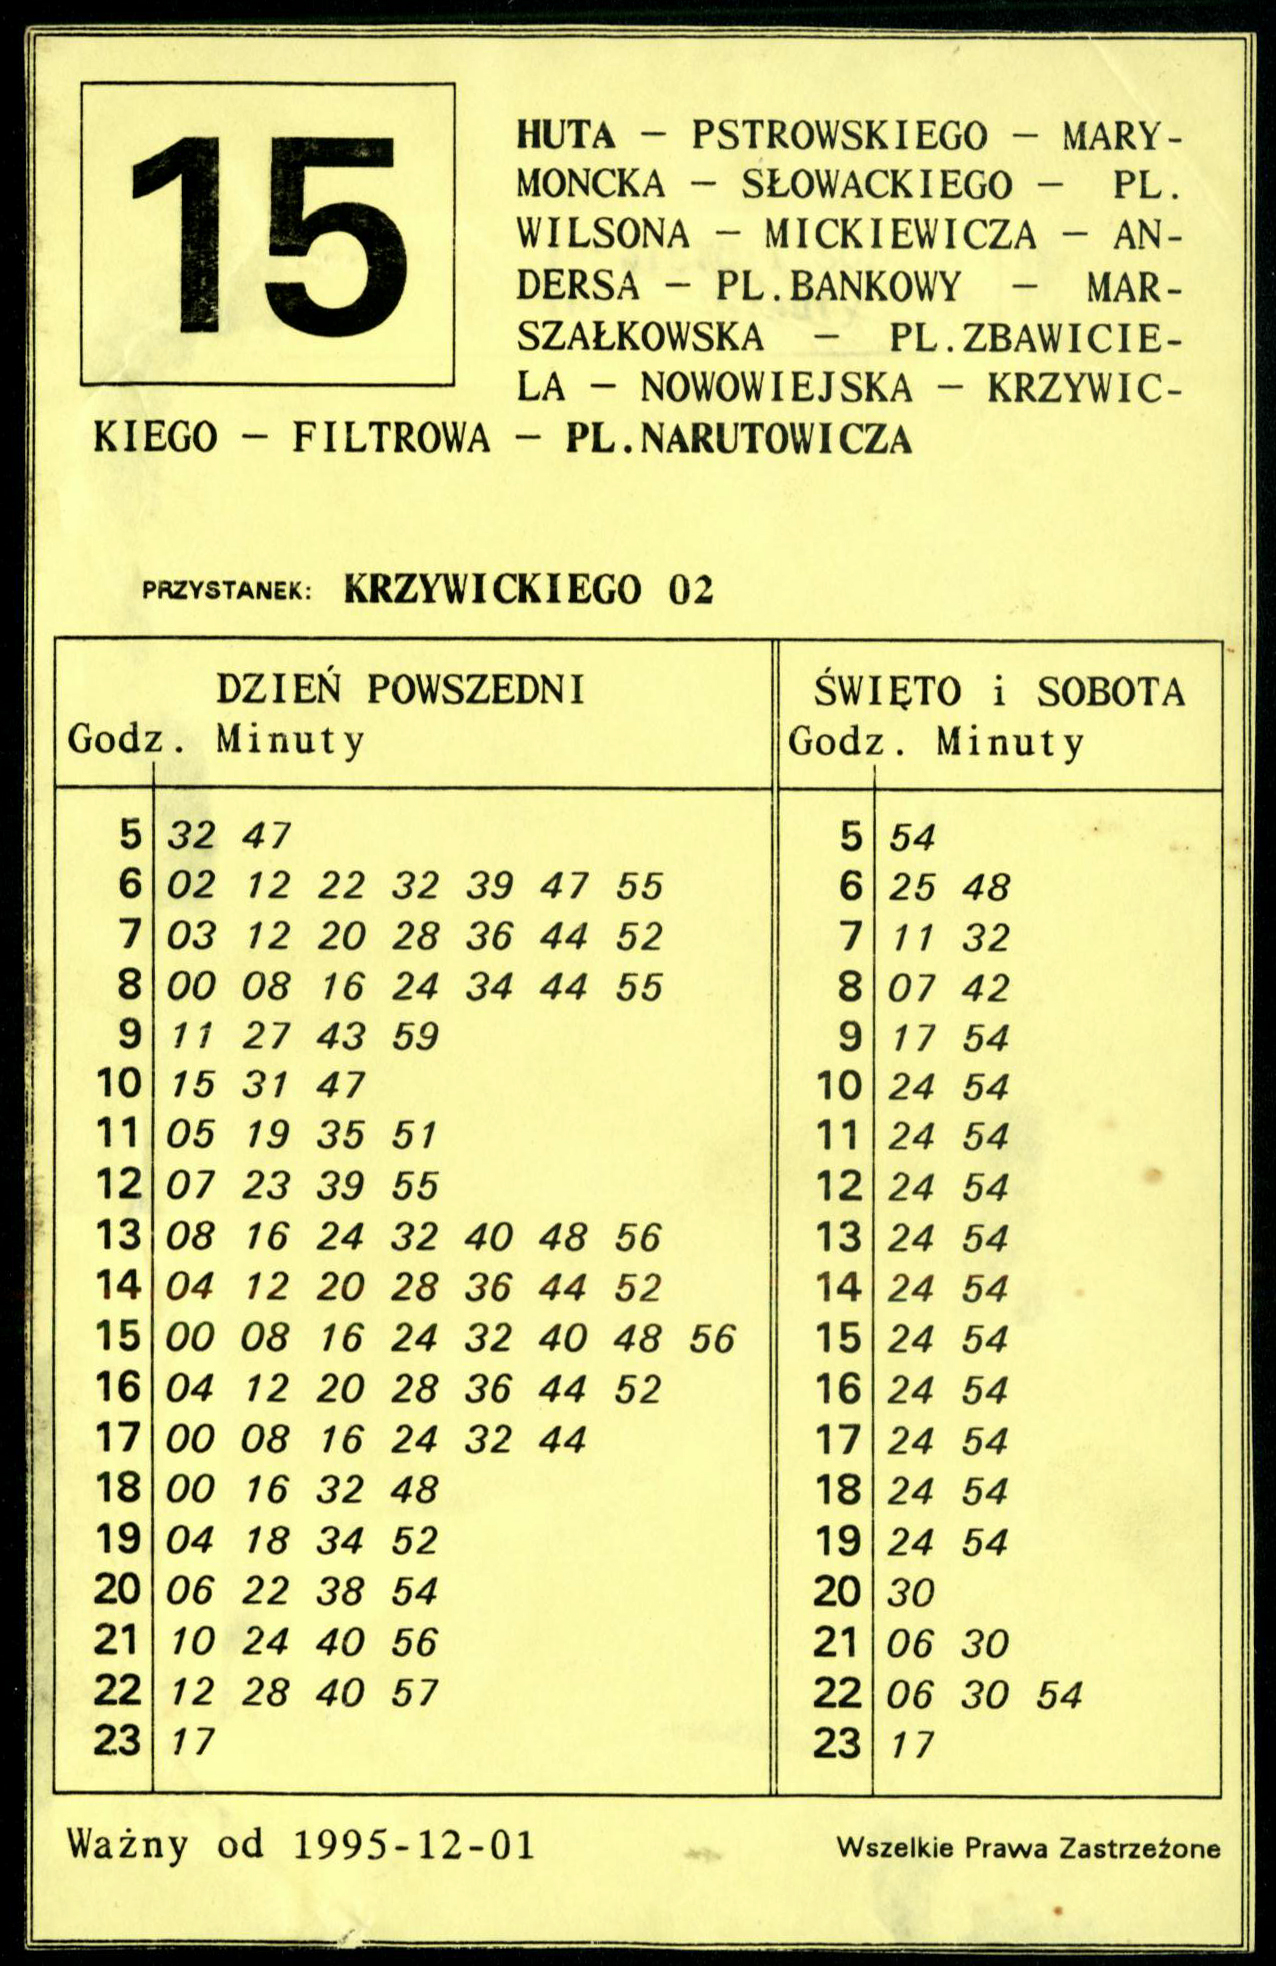 15
HUTA – PSTROWSKIEGO – MARY-
MONCKA – SŁOWACKIEGO – PL.
WILSONA – MICKIEWICZA – AN-
DERSA – PL.BANKOWY – MAR-
SZAŁKOWSKA – PL.ZBAWICIE-
LA – NOWOWIEJSKA – KRZYWIC-
KIEGO – FILTROWA – PL.NARUTOWICZA
PRZYSTANEK: KRZYWICKIEGO 02
DZIEŃ POWSZEDNI
Godz. Minuty
5 32 47
6 02 12 22 32 39 47 55
7 03 12 20 28 36 44 52
8 00 08 16 24 34 44 55
9 11 27 43 59
10 15 31 47
11 05 19 35 51
12 07 23 39 55
13 08 16 24 32 40 48 56
14 04 12 20 28 36 44 52
15 00 08 16 24 32 40 48 56
16 04 12 20 28 36 44 52
17 00 08 16 24 32 44
18 00 16 32 48
19 04 18 34 52
20 06 22 38 54
21 10 24 40 56
22 12 28 40 57
23 17
ŚWIĘTO i SOBOTA
Godz. Minuty
5 54
6 25 48
7 11 32
8 07 42
9 17 54
10 24 54
11 24 54
12 24 54
13 24 54
14 24 54
15 24 54
16 24 54
17 24 54
18 24 54
19 24 54
20 30
21 06 30
22 06 30 54
23 17
Ważny od 1995-12-01
Wszelkie Prawa Zastrzeżone